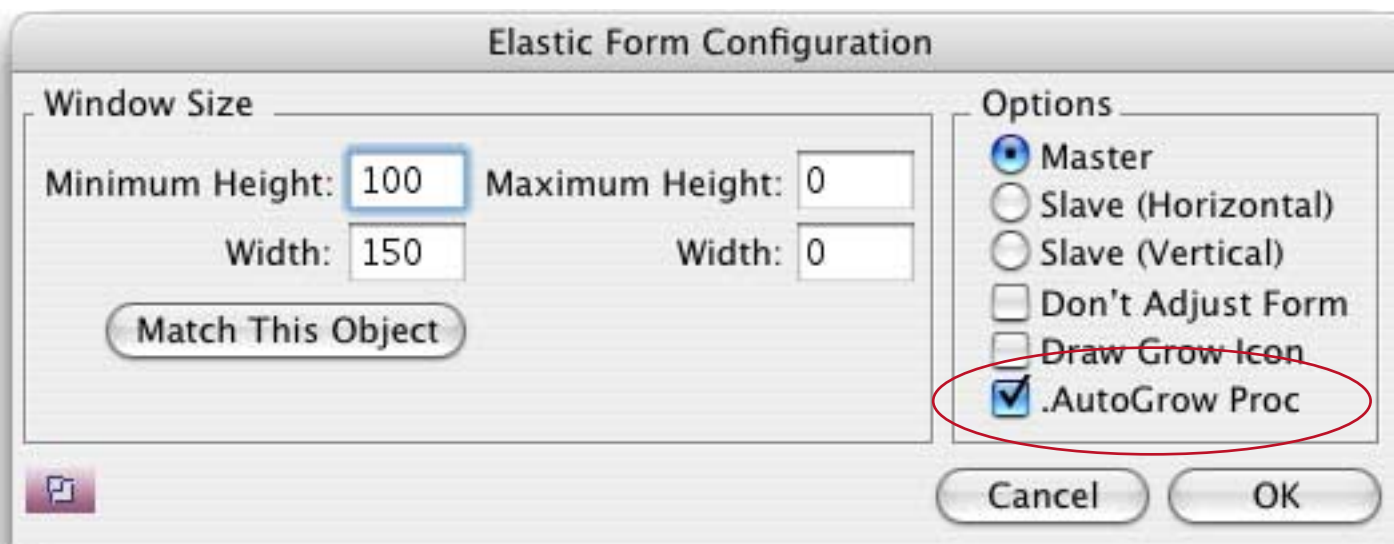 Elastic Form Configuration
Window Size
Minimum Height: 100 Maximum Height: 0
Width: 150 Width: 0
Match This Object
Options
Master
Slave (Horizontal)
Slave (Vertical)
Don't Adjust Form
Draw Grow Icon
.AutoGrow Proc
Cancel OK